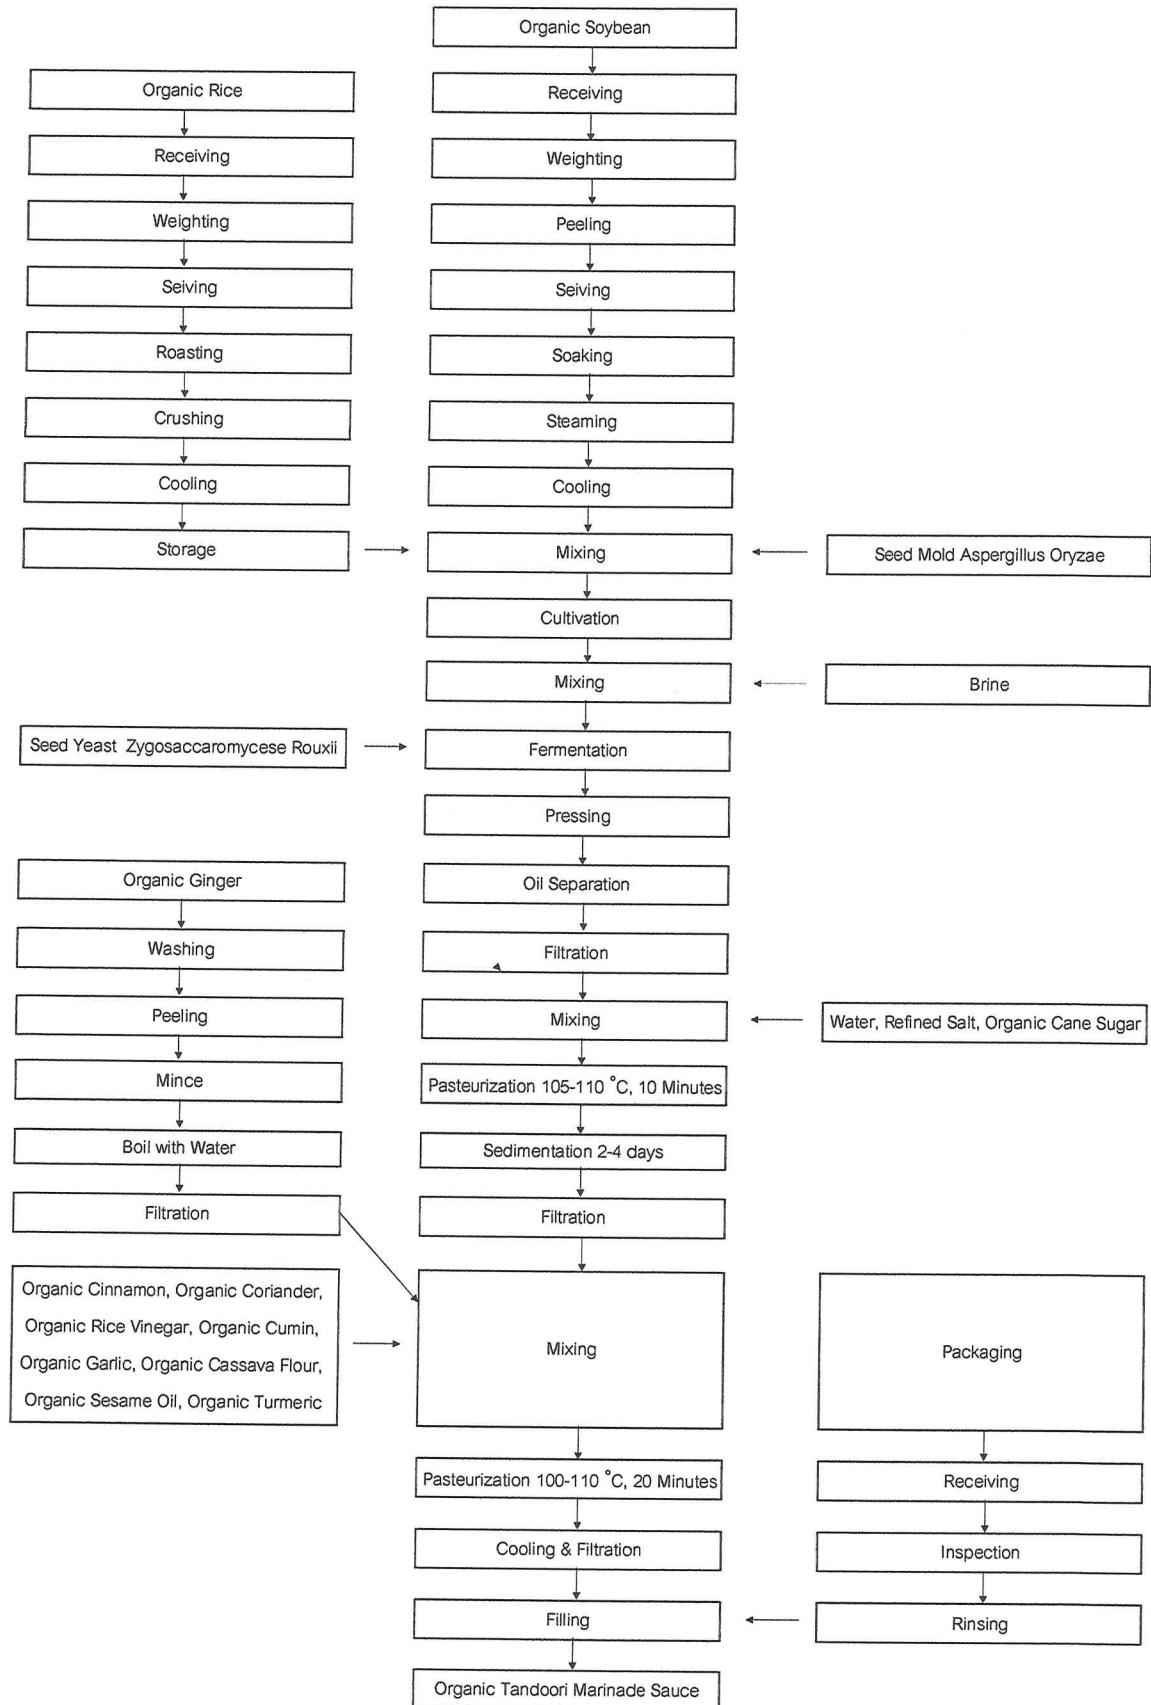 Organic Soybean
Receiving
Weighting
Peeling
Seiving
Soaking
Steaming
Cooling
Mixing
Cultivation
Mixing
Fermentation
Pressing
Oil Separation
Filtration
Mixing
Pasteurization 105-110 °C, 10 Minutes
Sedimentation 2-4 days
Filtration
Mixing
Pasteurization 100-110 °C, 20 Minutes
Cooling & Filtration
Filling
Organic Tandoori Marinade Sauce
Organic Rice
Receiving
Weighting
Seiving
Roasting
Crushing
Cooling
Storage
Seed Yeast Zygosaccaromycese Rouxii
Organic Ginger
Washing
Peeling
Mince
Boil with Water
Filtration
Organic Cinnamon, Organic Coriander,
Organic Rice Vinegar, Organic Cumin,
Organic Garlic, Organic Cassava Flour,
Organic Sesame Oil, Organic Turmeric
Seed Mold Aspergillus Oryzae
Brine
Water, Refined Salt, Organic Cane Sugar
Packaging
Receiving
Inspection
Rinsing